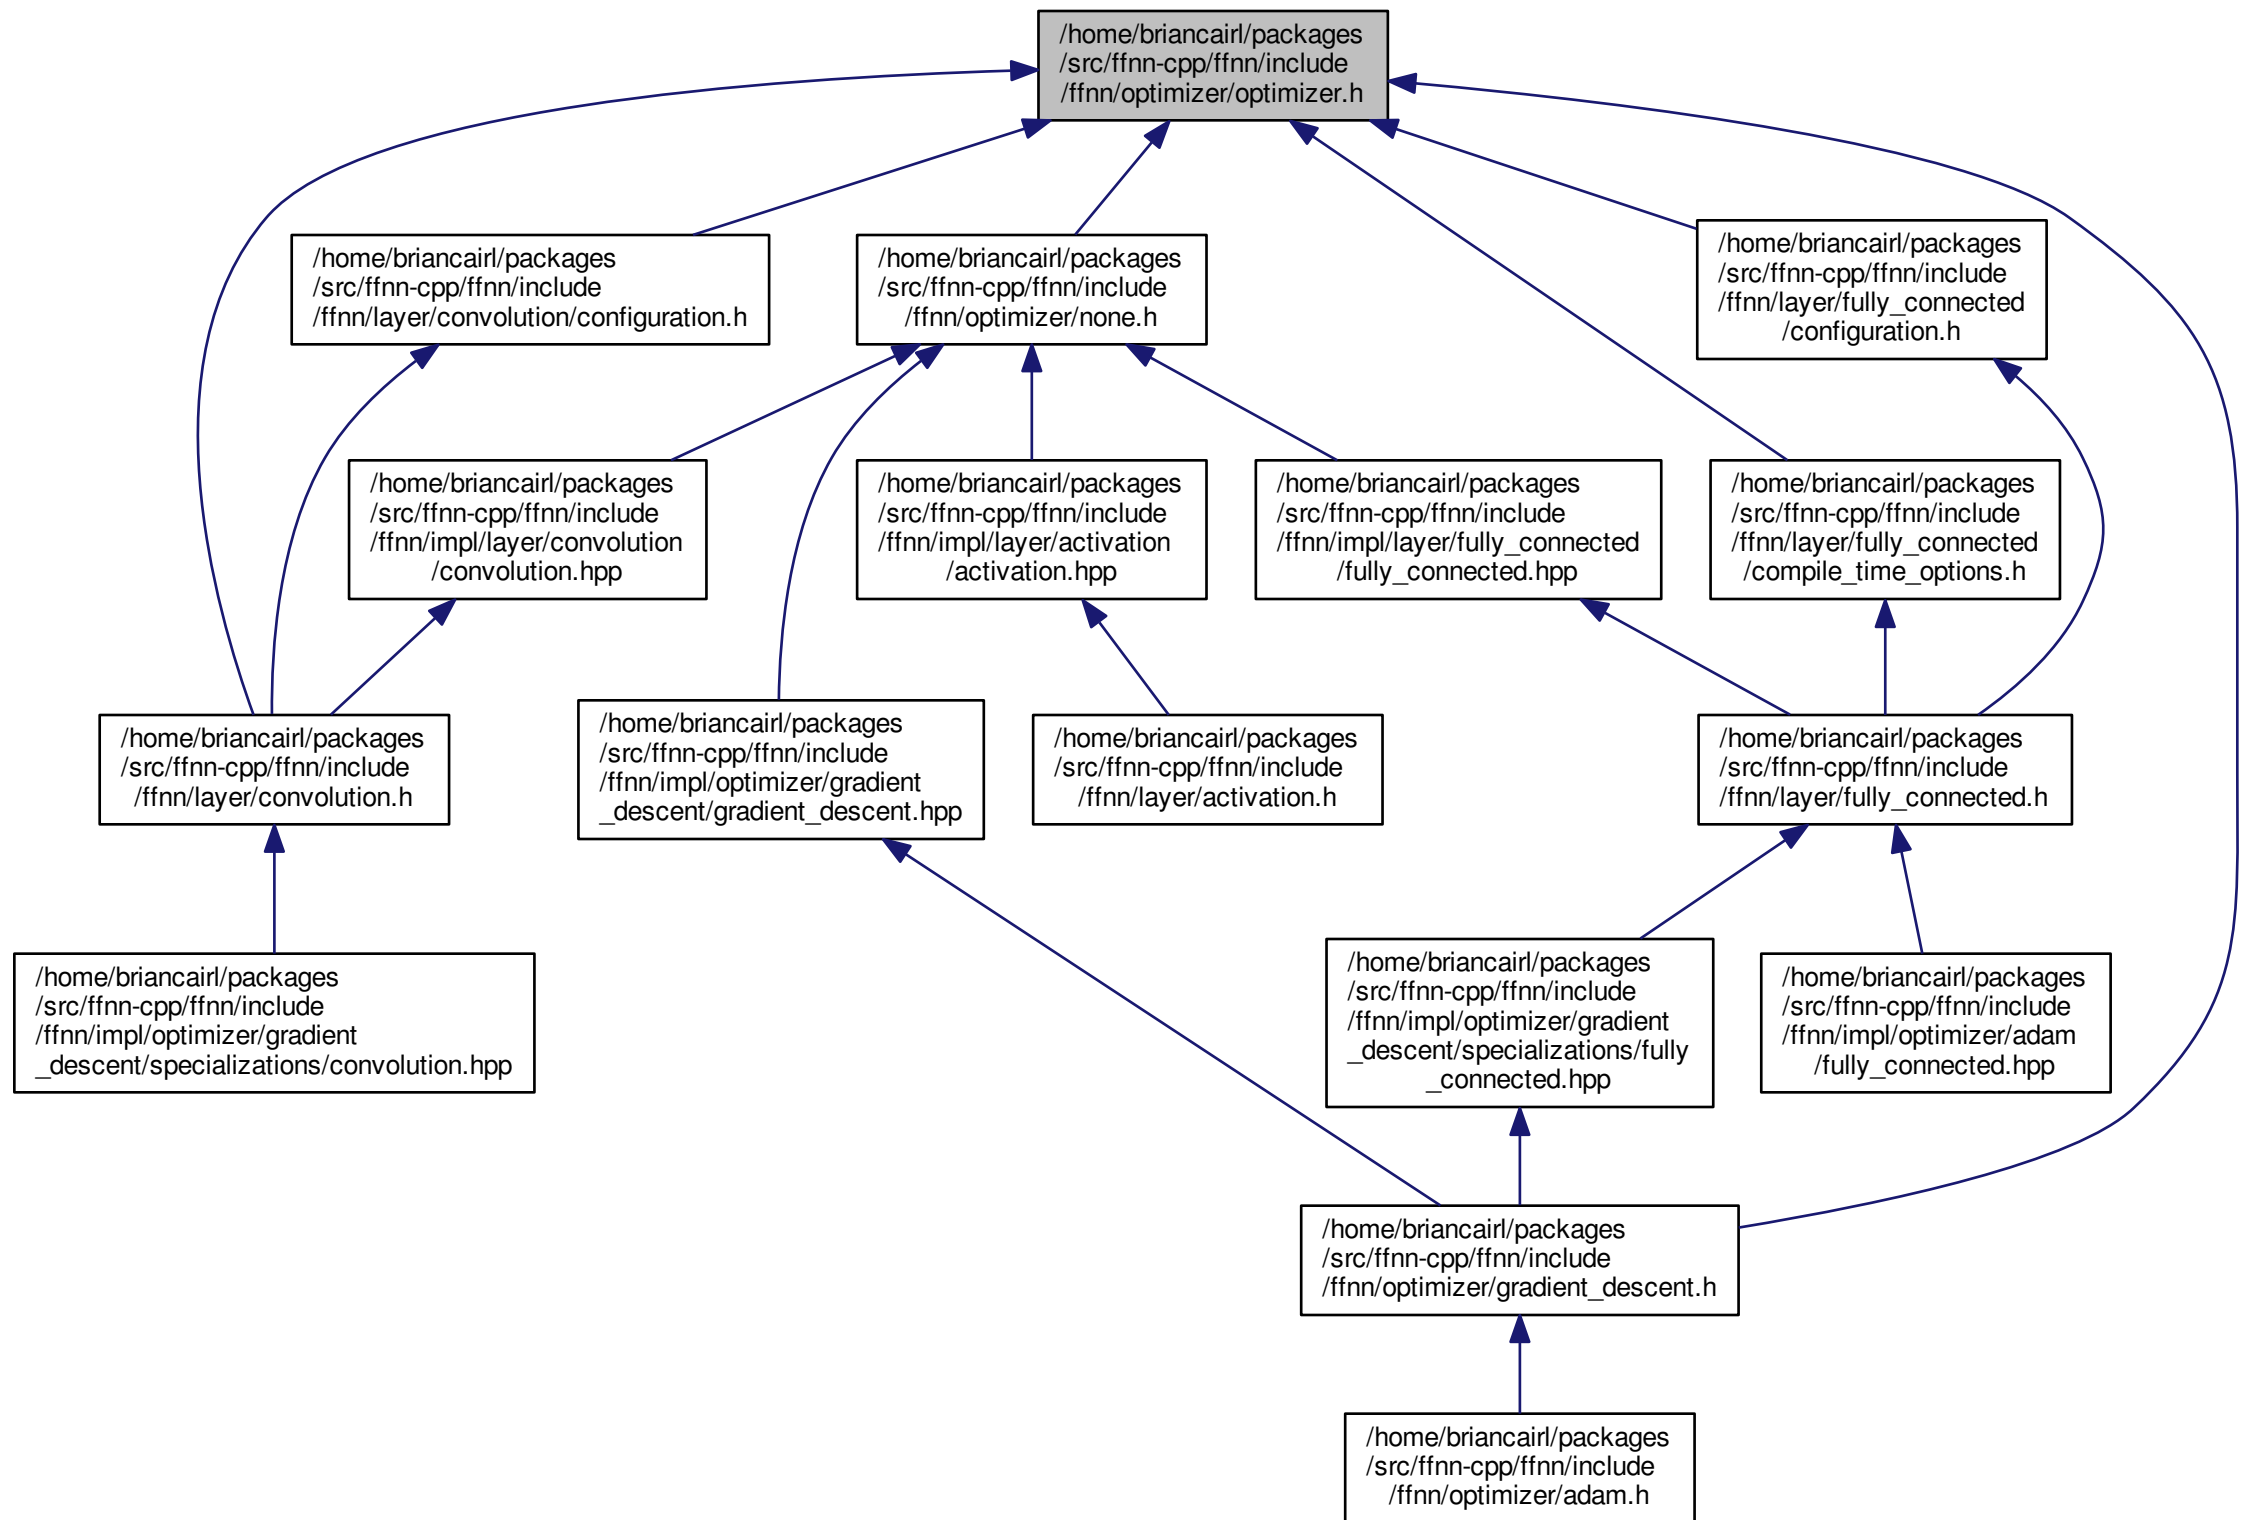 /home/briancairl/packages
/src/ffnn-cpp/ffnn/include
/ffnn/optimizer/optimizer.h
/home/briancairl/packages
/src/ffnn-cpp/ffnn/include
/ffnn/layer/convolution/configuration.h
/home/briancairl/packages
/src/ffnn-cpp/ffnn/include
/ffnn/optimizer/none.h
/home/briancairl/packages
/src/ffnn-cpp/ffnn/include
/ffnn/layer/fully_connected
/configuration.h
/home/briancairl/packages
/src/ffnn-cpp/ffnn/include
/ffnn/impl/layer/convolution
/convolution.hpp
/home/briancairl/packages
/src/ffnn-cpp/ffnn/include
/ffnn/impl/layer/activation
/activation.hpp
/home/briancairl/packages
/src/ffnn-cpp/ffnn/include
/ffnn/impl/layer/fully_connected
/fully_connected.hpp
/home/briancairl/packages
/src/ffnn-cpp/ffnn/include
/ffnn/layer/fully_connected
/compile_time_options.h
/home/briancairl/packages
/src/ffnn-cpp/ffnn/include
/ffnn/layer/convolution.h
/home/briancairl/packages
/src/ffnn-cpp/ffnn/include
/ffnn/impl/optimizer/gradient
_descent/gradient_descent.hpp
/home/briancairl/packages
/src/ffnn-cpp/ffnn/include
/ffnn/layer/activation.h
/home/briancairl/packages
/src/ffnn-cpp/ffnn/include
/ffnn/layer/fully_connected.h
/home/briancairl/packages
/src/ffnn-cpp/ffnn/include
/ffnn/impl/optimizer/gradient
_descent/specializations/convolution.hpp
/home/briancairl/packages
/src/ffnn-cpp/ffnn/include
/ffnn/impl/optimizer/gradient
_descent/specializations/fully
_connected.hpp
/home/briancairl/packages
/src/ffnn-cpp/ffnn/include
/ffnn/impl/optimizer/adam
/fully_connected.hpp
/home/briancairl/packages
/src/ffnn-cpp/ffnn/include
/ffnn/optimizer/gradient_descent.h
/home/briancairl/packages
/src/ffnn-cpp/ffnn/include
/ffnn/optimizer/adam.h